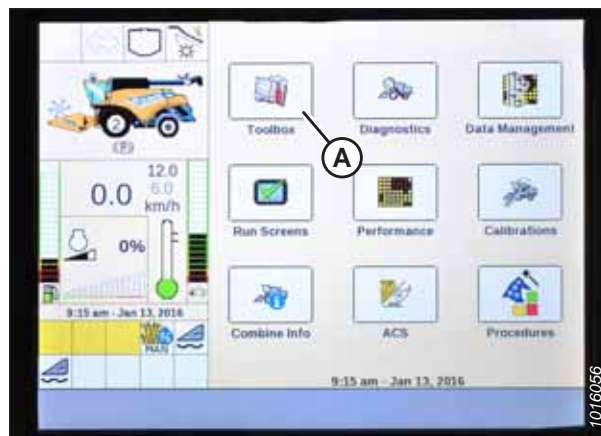 2
(P)
12.0
6.0
km/h
0.0
0%
9:15 am - Jan 13, 2016
MAN
Toolbox
Diagnostics
Data Management
A
Run Screens
Performance
Calibrations
Combine Info
ACS
Procedures
9:15 am - Jan 13, 2016
1016056